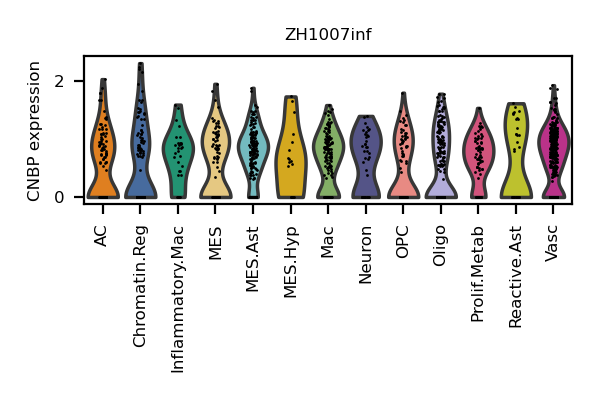 ZH1007inf
CNBP expression
2
0
AC
Chromatin.Reg
Inflammatory.Mac
MES
MES.Ast
MES.Hyp
Mac
Neuron
OPC
Oligo
Prolif.Metab
Reactive.Ast
Vasc